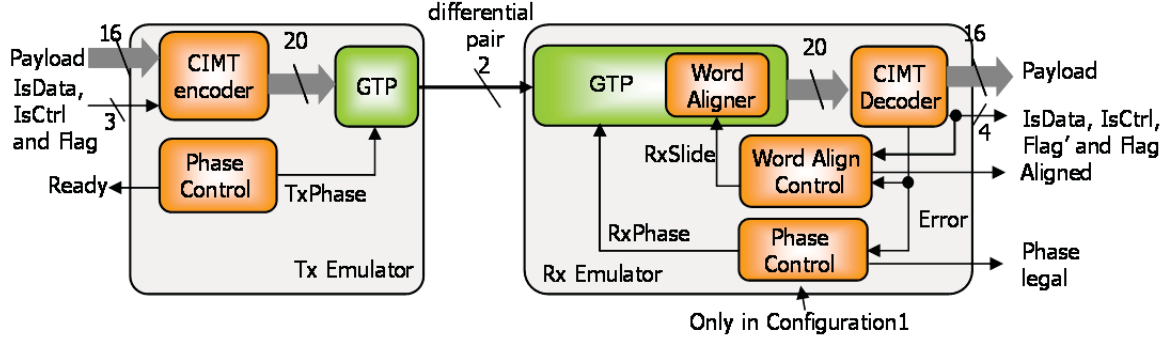 16
Payload
IsData,
IsCtrl
and Flag
3
CIMT
encoder
20
GTP
Phase
Control
Ready
TxPhase
Tx Emulator
differential
pair
2
GTP
Word
Aligner
20
CIMT
Decoder
16
Payload
4
IsData, IsCtrl,
Flag' and Flag
RxSlide
Word Align
Control
Aligned
Error
RxPhase
Phase
Control
Rx Emulator
Phase
legal
Only in Configuration1